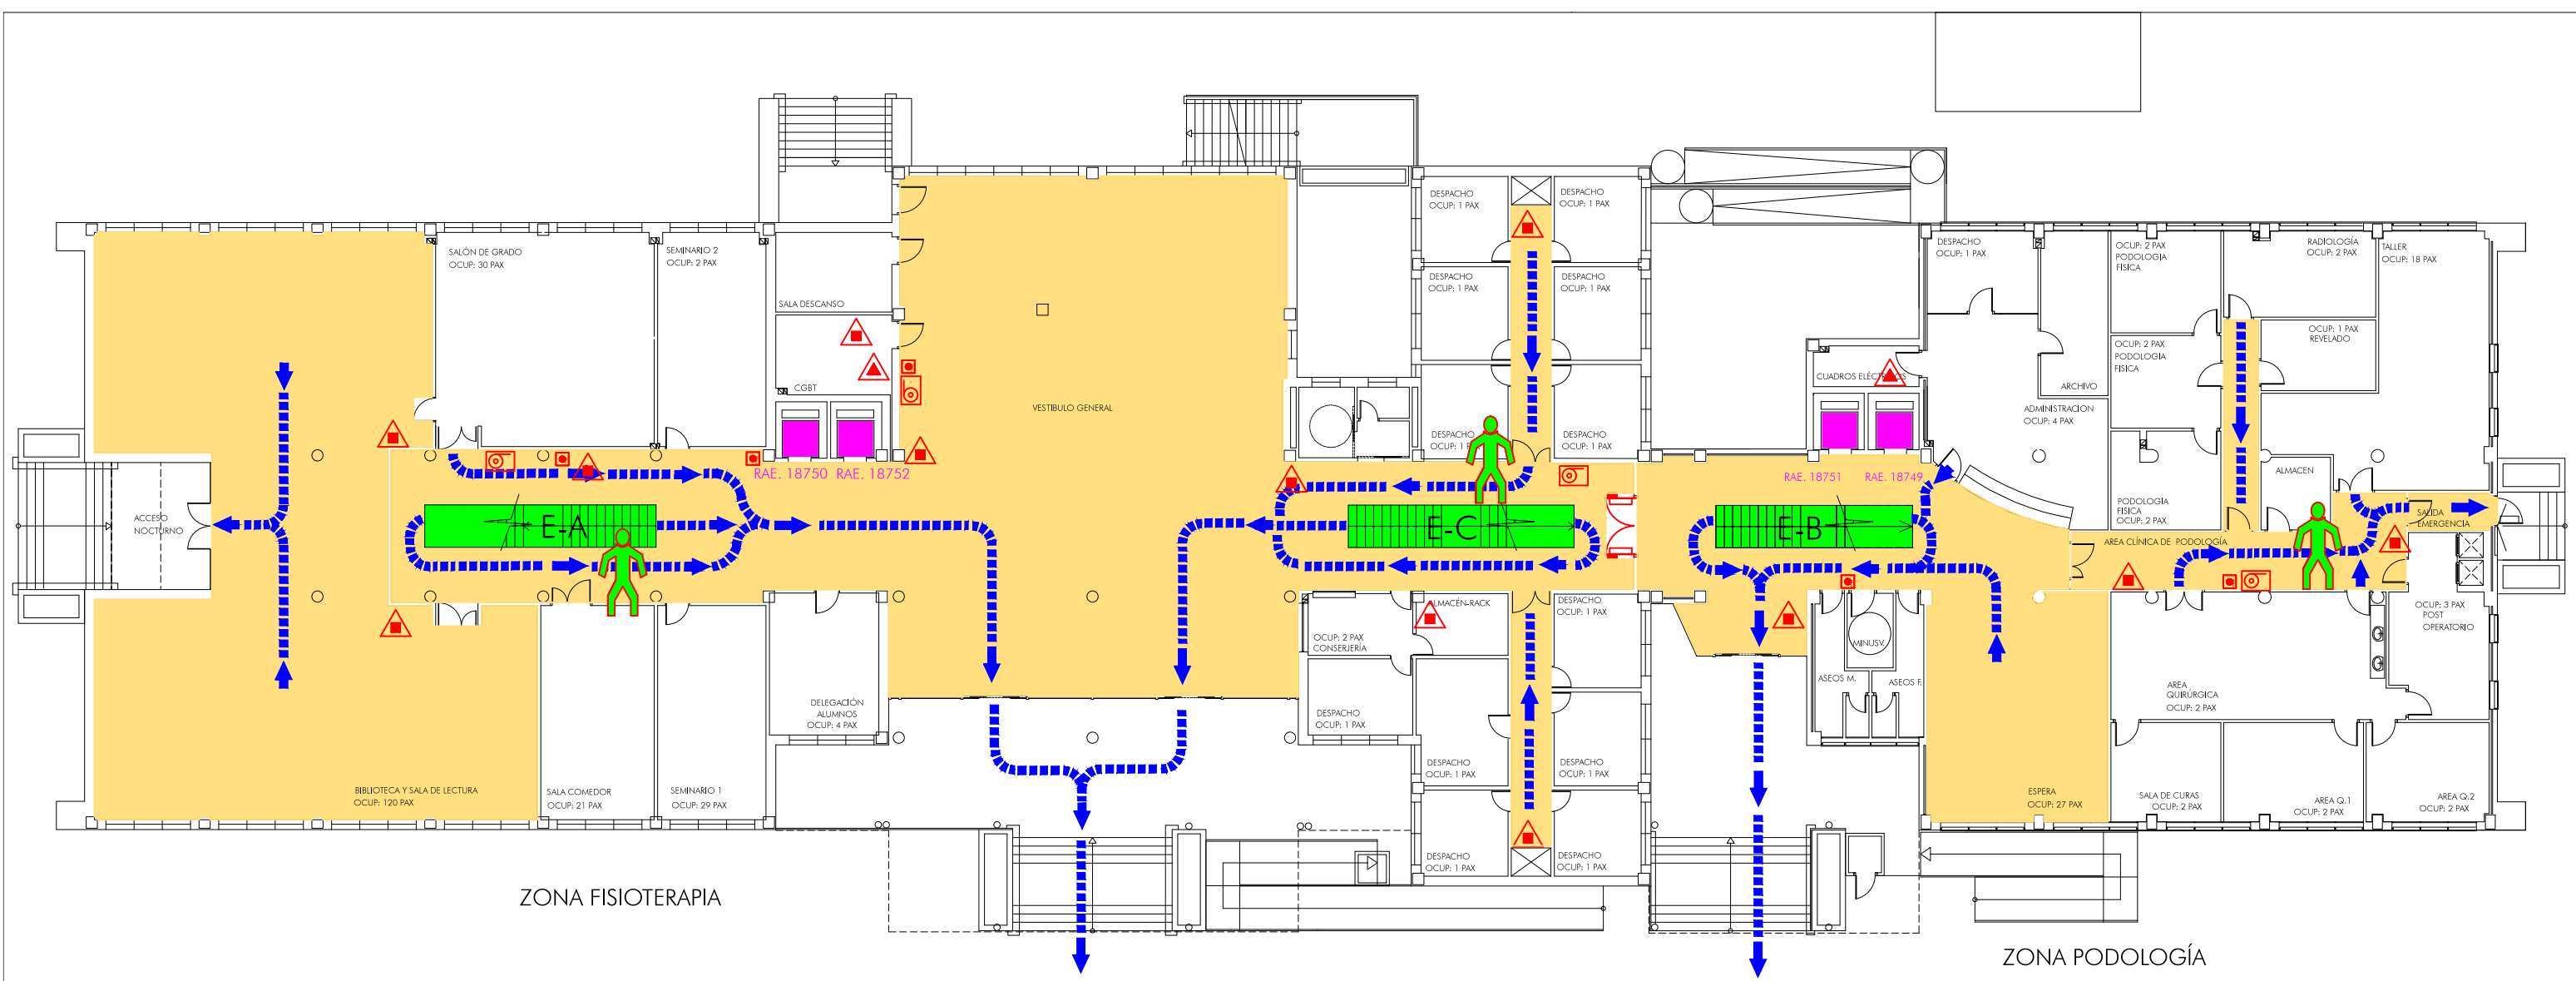 SALÓN DE GRADO
OCUP: 30 PAX
SEMINARIO 2
OCUP: 2 PAX
SALA DESCANSO
CGBT
RAE. 18750
RAE. 18752
E-A
ACCESO
NOCTURNO
BIBLIOTECA Y SALA DE LECTURA
OCUP: 120 PAX
SALA COMEDOR
OCUP: 21 PAX
SEMINARIO 1
OCUP: 29 PAX
DELEGACIÓN
ALUMNOS
OCUP: 4 PAX
VESTIBULO GENERAL
ZONA FISIOTERAPIA
DESPACHO
OCUP: 1 PAX
DESPACHO
OCUP: 1 PAX
DESPACHO
OCUP: 1 PAX
DESPACHO
OCUP: 1 PAX
DESPACHO
OCUP: 1 PAX
DESPACHO
OCUP: 1 PAX
E-C
ALMACÉN-RACK
OCUP: 2 PAX
CONSERJERÍA
DESPACHO
OCUP: 1 PAX
DESPACHO
OCUP: 1 PAX
DESPACHO
OCUP: 1 PAX
DESPACHO
OCUP: 1 PAX
DESPACHO
OCUP: 1 PAX
DESPACHO
OCUP: 1 PAX
CUADROS ELÉCTRICOS
RAE. 18751
RAE. 18749
E-B
MINUSV.
ASEOS M.
ASEOS F.
DESPACHO
OCUP: 1 PAX
ARCHIVO
ADMINISTRACION
OCUP: 4 PAX
OCUP: 2 PAX
PODOLOGIA
FISICA
OCUP: 2 PAX
PODOLOGIA
FISICA
PODOLOGIA
FISICA
OCUP: 2 PAX
RADIOLOGÍA
OCUP: 2 PAX
TALLER
OCUP: 18 PAX
OCUP: 1 PAX
REVELADO
ALMACEN
SALIDA
EMERGENCIA
AREA CLÍNICA DE PODOLOGÍA
OCUP: 3 PAX
POST
OPERATORIO
AREA
QUIRÚRGICA
OCUP: 2 PAX
ESPERA
OCUP: 27 PAX
SALA DE CURAS
OCUP: 2 PAX
AREA Q.1
OCUP: 2 PAX
AREA Q.2
OCUP: 2 PAX
ZONA PODOLOGÍA